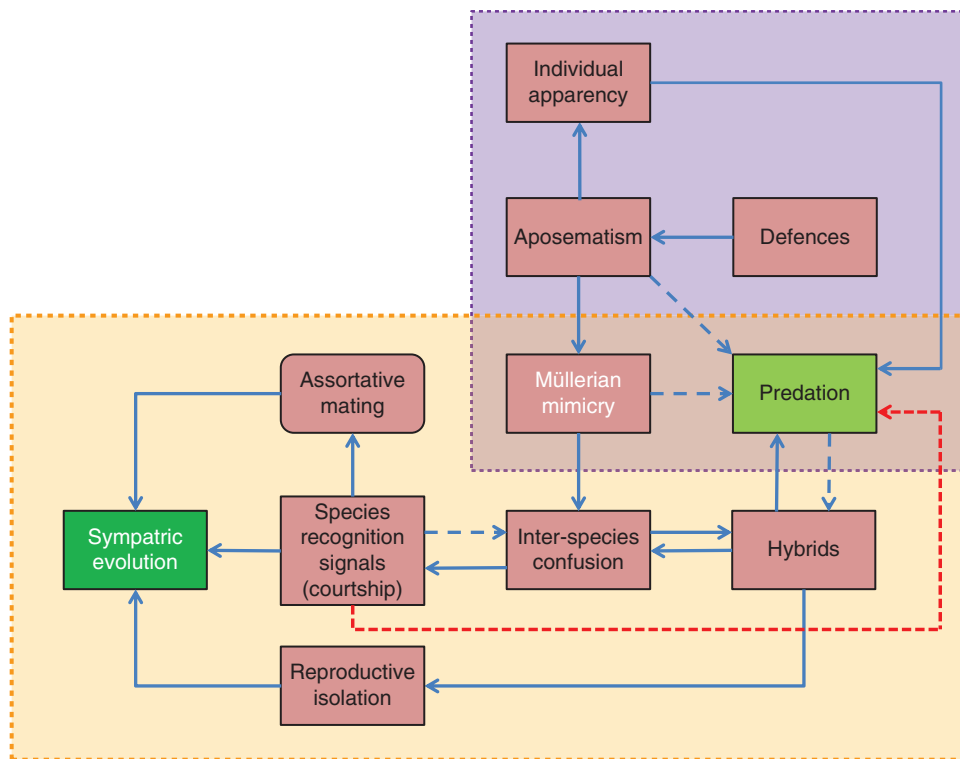 Individual
apparency
Aposematism
Defences
Assortative
mating
Müllerian
mimicry
Predation
Sympatric
evolution
Species
recognition
signals
(courtship)
Inter-species
confusion
Hybrids
Reproductive
isolation